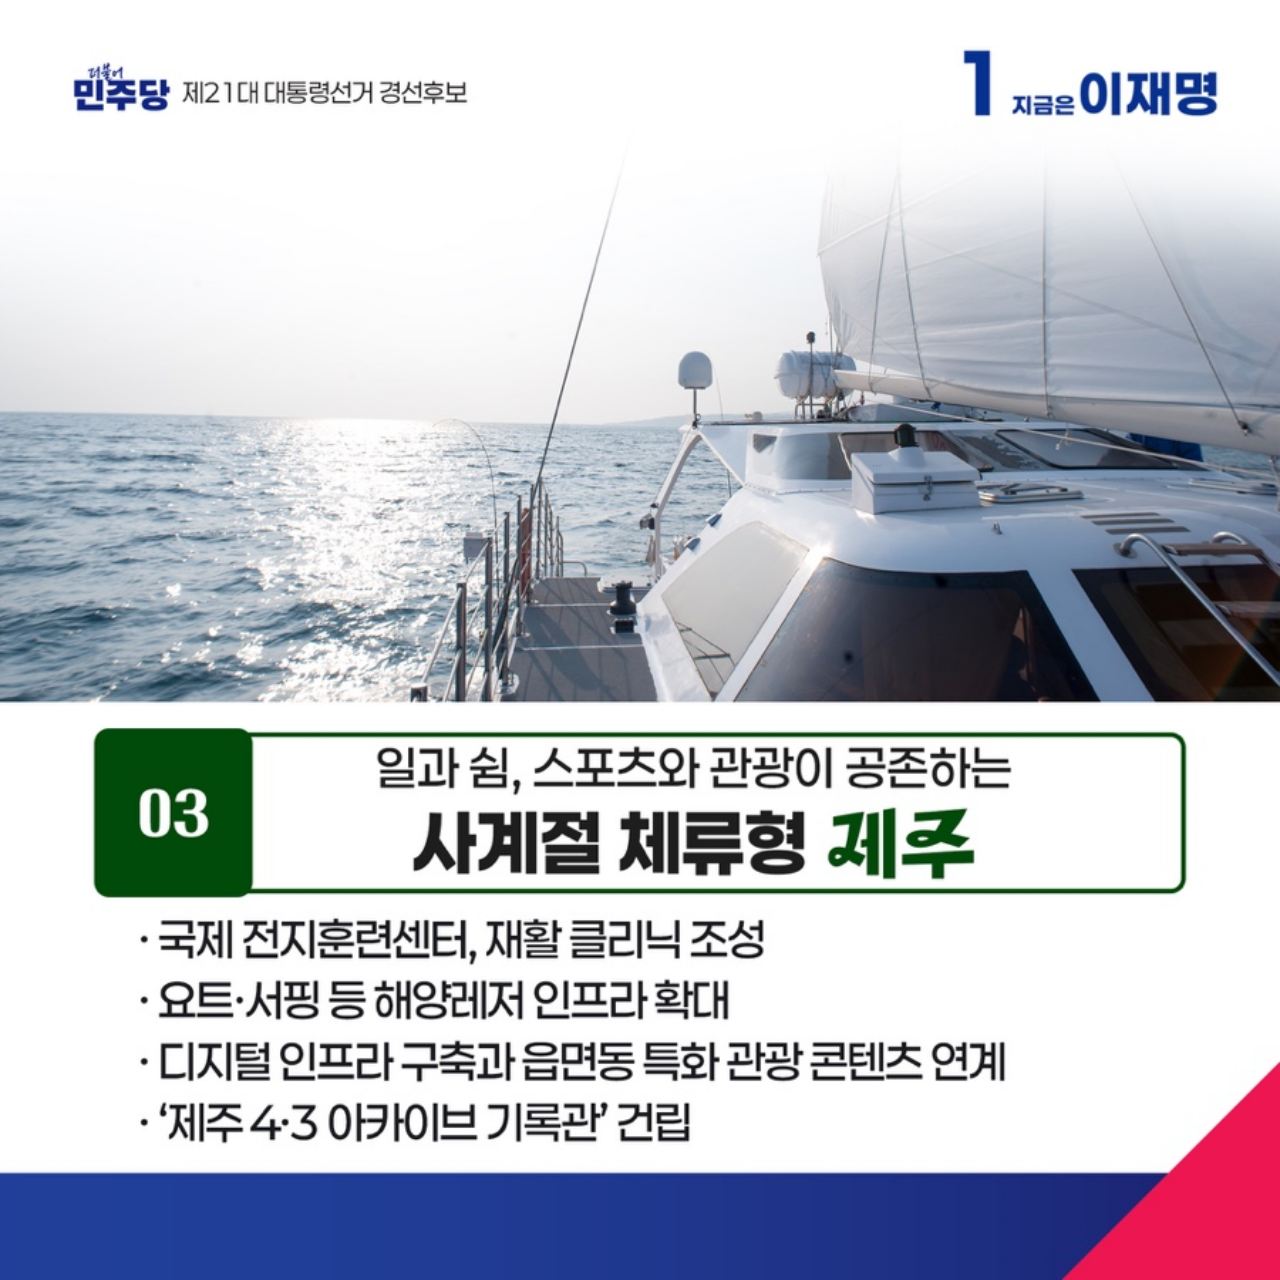 더불어
민주당 제21대 대통령선거 경선후보
1 지금은 이재명
03
일과 쉼, 스포츠와 관광이 공존하는
사계절 체류형 제주
· 국제 전지훈련센터, 재활 클리닉 조성
· 요트·서핑 등 해양레저 인프라 확대
· 디지털 인프라 구축과 읍면동 특화 관광 콘텐츠 연계
· ‘제주 4·3 아카이브 기록관’ 건립